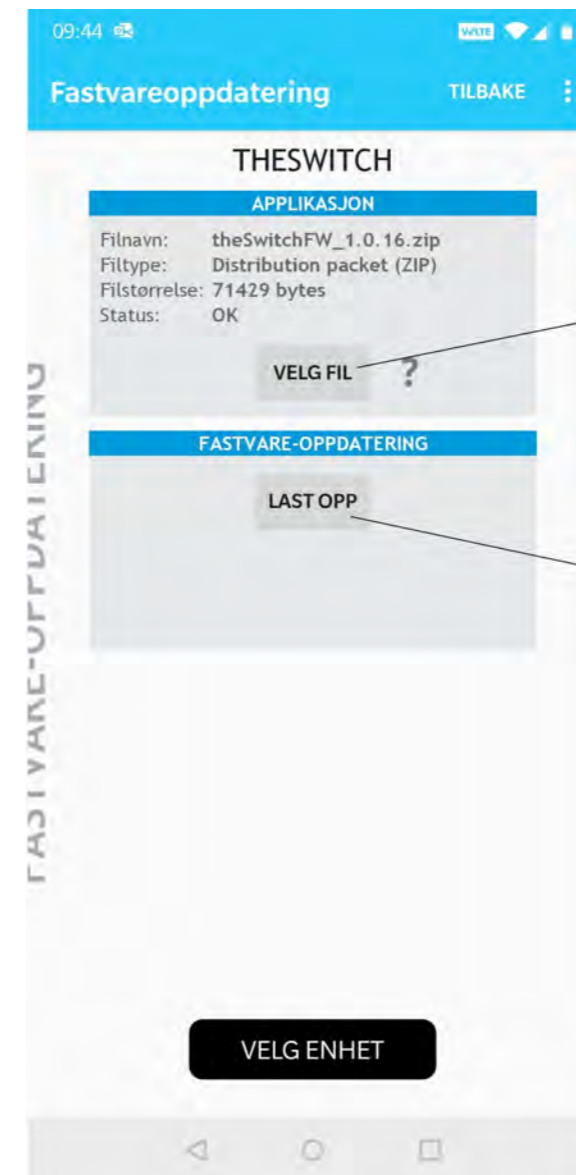 09:44
VoLTE
Fastvareoppdatering
TILBAKE
THESWITCH
APPLIKASJON
Filnavn: theSwitchFW_1.0.16.zip
Filtype: Distribution packet (ZIP)
Filstørrelse: 71429 bytes
Status: OK
VELG FIL
?
FASTVARE-OPPDATERING
LAST OPP
FASTVARE-OPPDATERING
VELG ENHET